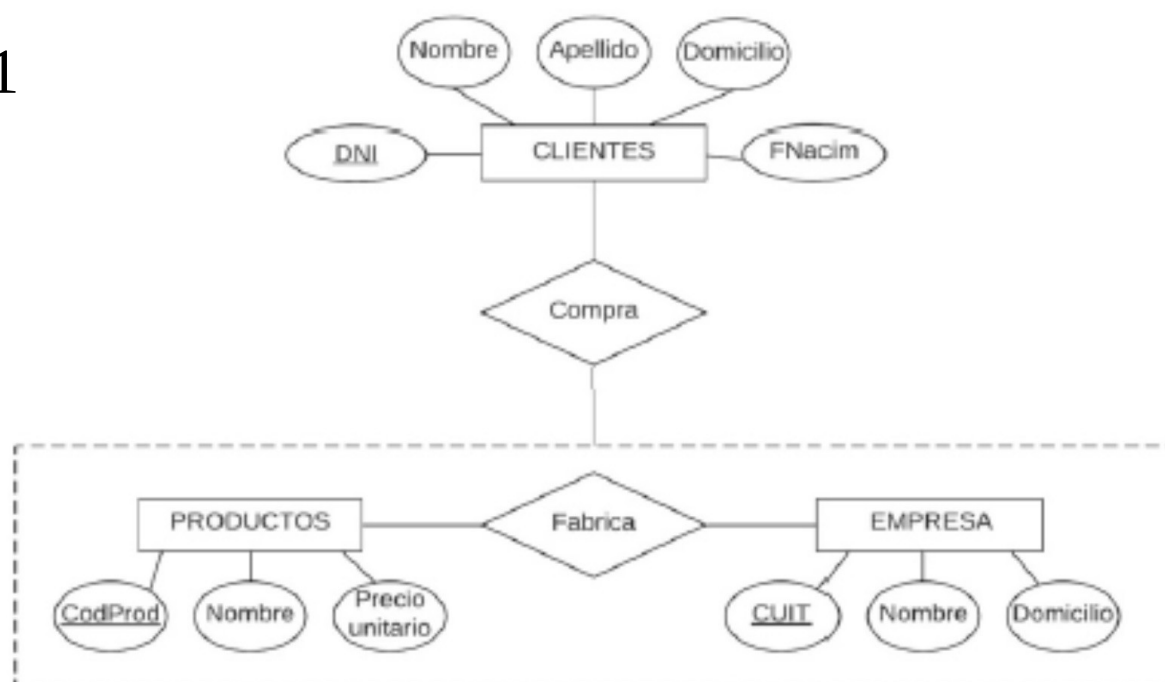 1
Nombre
Apellido
Domicilio
DNI
CLIENTES
FNacim
Compra
PRODUCTOS
Fabrica
EMPRESA
CodProd
Nombre
Precio
unitario
CUIT
Nombre
Domicilio